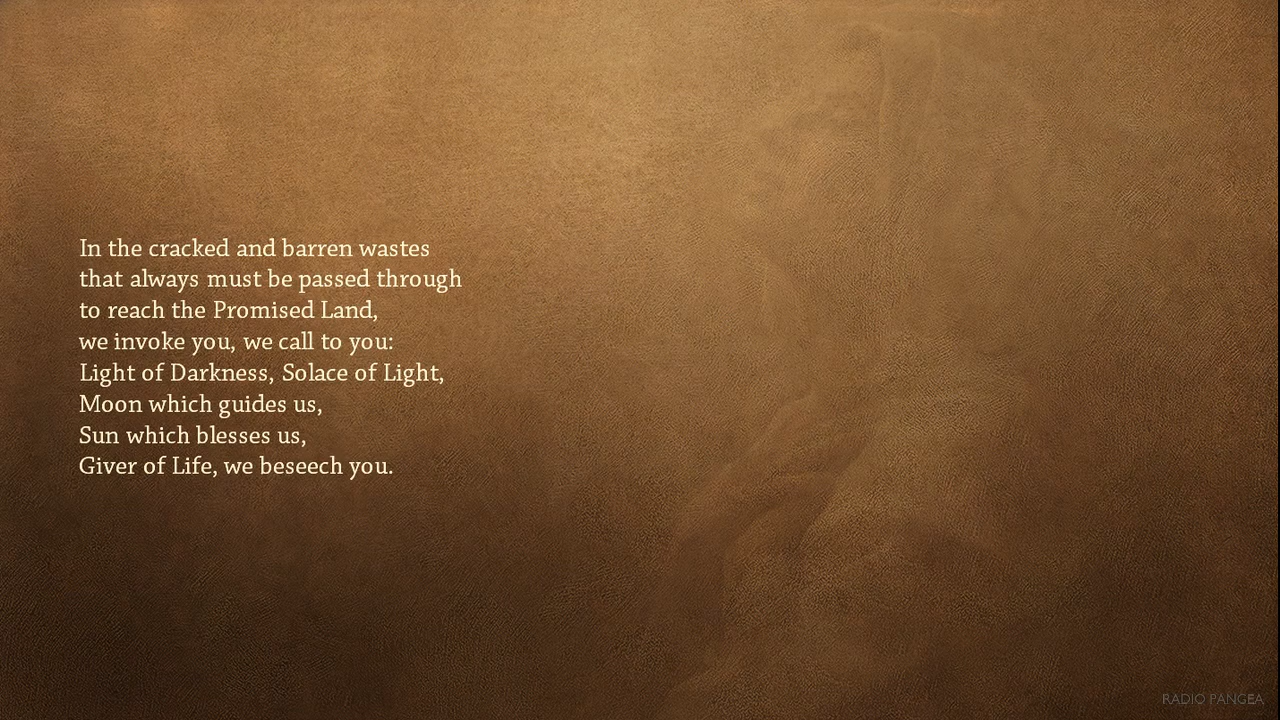 In the cracked and barren wastes
that always must be passed through
to reach the Promised Land,
we invoke you, we call to you:
Light of Darkness, Solace of Light,
Moon which guides us,
Sun which blesses us,
Giver of Life, we beseech you.
RADIO PANGEA